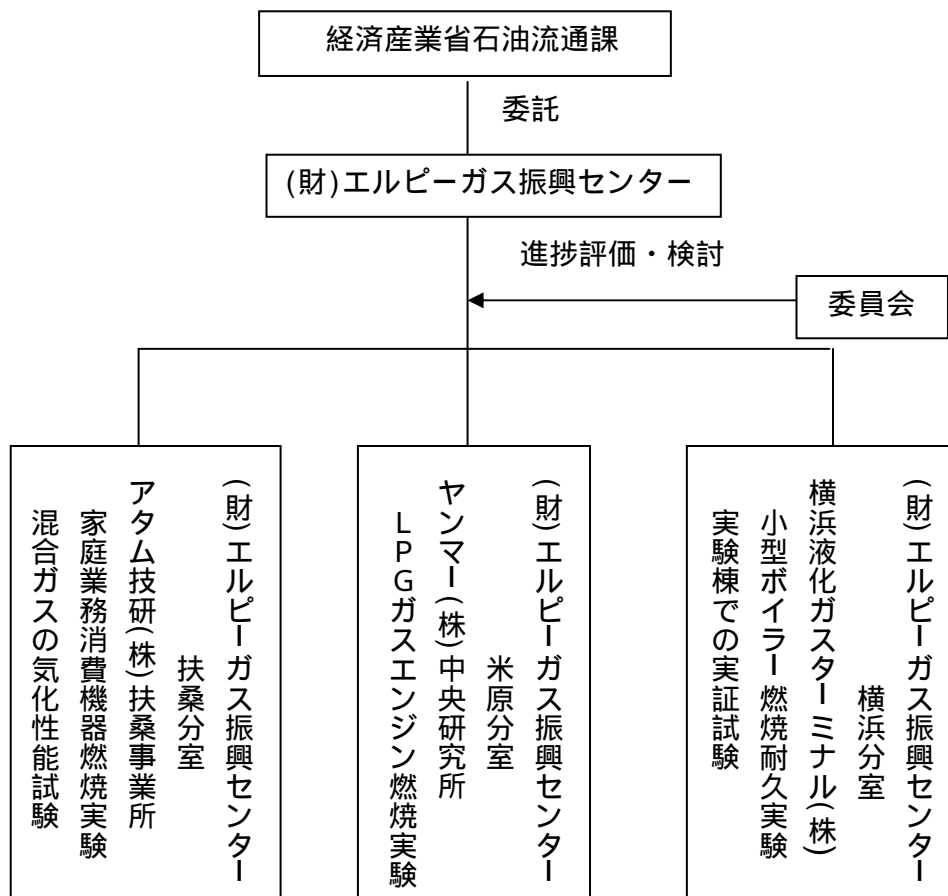 経済産業省石油流通課
委託
(財)エルピーガス振興センター
進捗評価・検討
委員会
(財)エルピーガス振興センター
扶桑分室
アタム技研(株)扶桑事業所
家庭業務消費機器燃焼実験
混合ガスの気化性能試験
(財)エルピーガス振興センター
米原分室
ヤンマー(株)中央研究所
LPGガスエンジン燃焼実験
(財)エルピーガス振興センター
横浜分室
横浜液化ガスターミナル(株)
小型ボイラー燃焼耐久実験
実験棟での実証試験